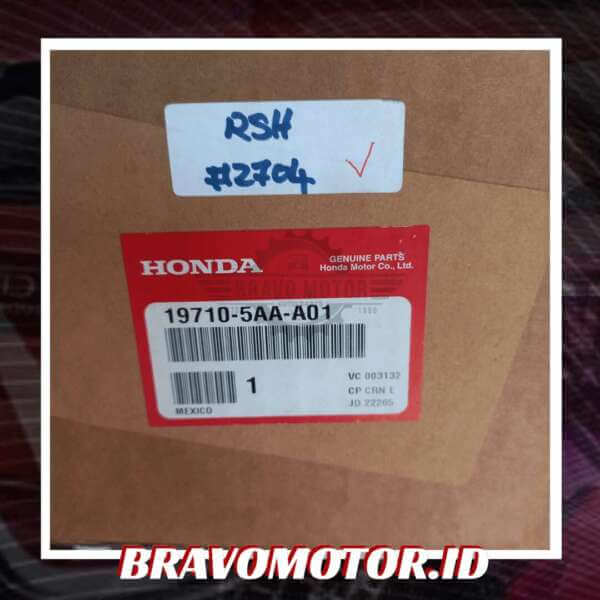 RSH
#2704
GENUINE PARTS
Honda Motor Co., Ltd.
HONDA
BRAVO MOTOR
19710-5AA-A01
1990
1
VC 003132
CP CRN E
JD 22265
MEXICO
BRAVOMOTOR.ID